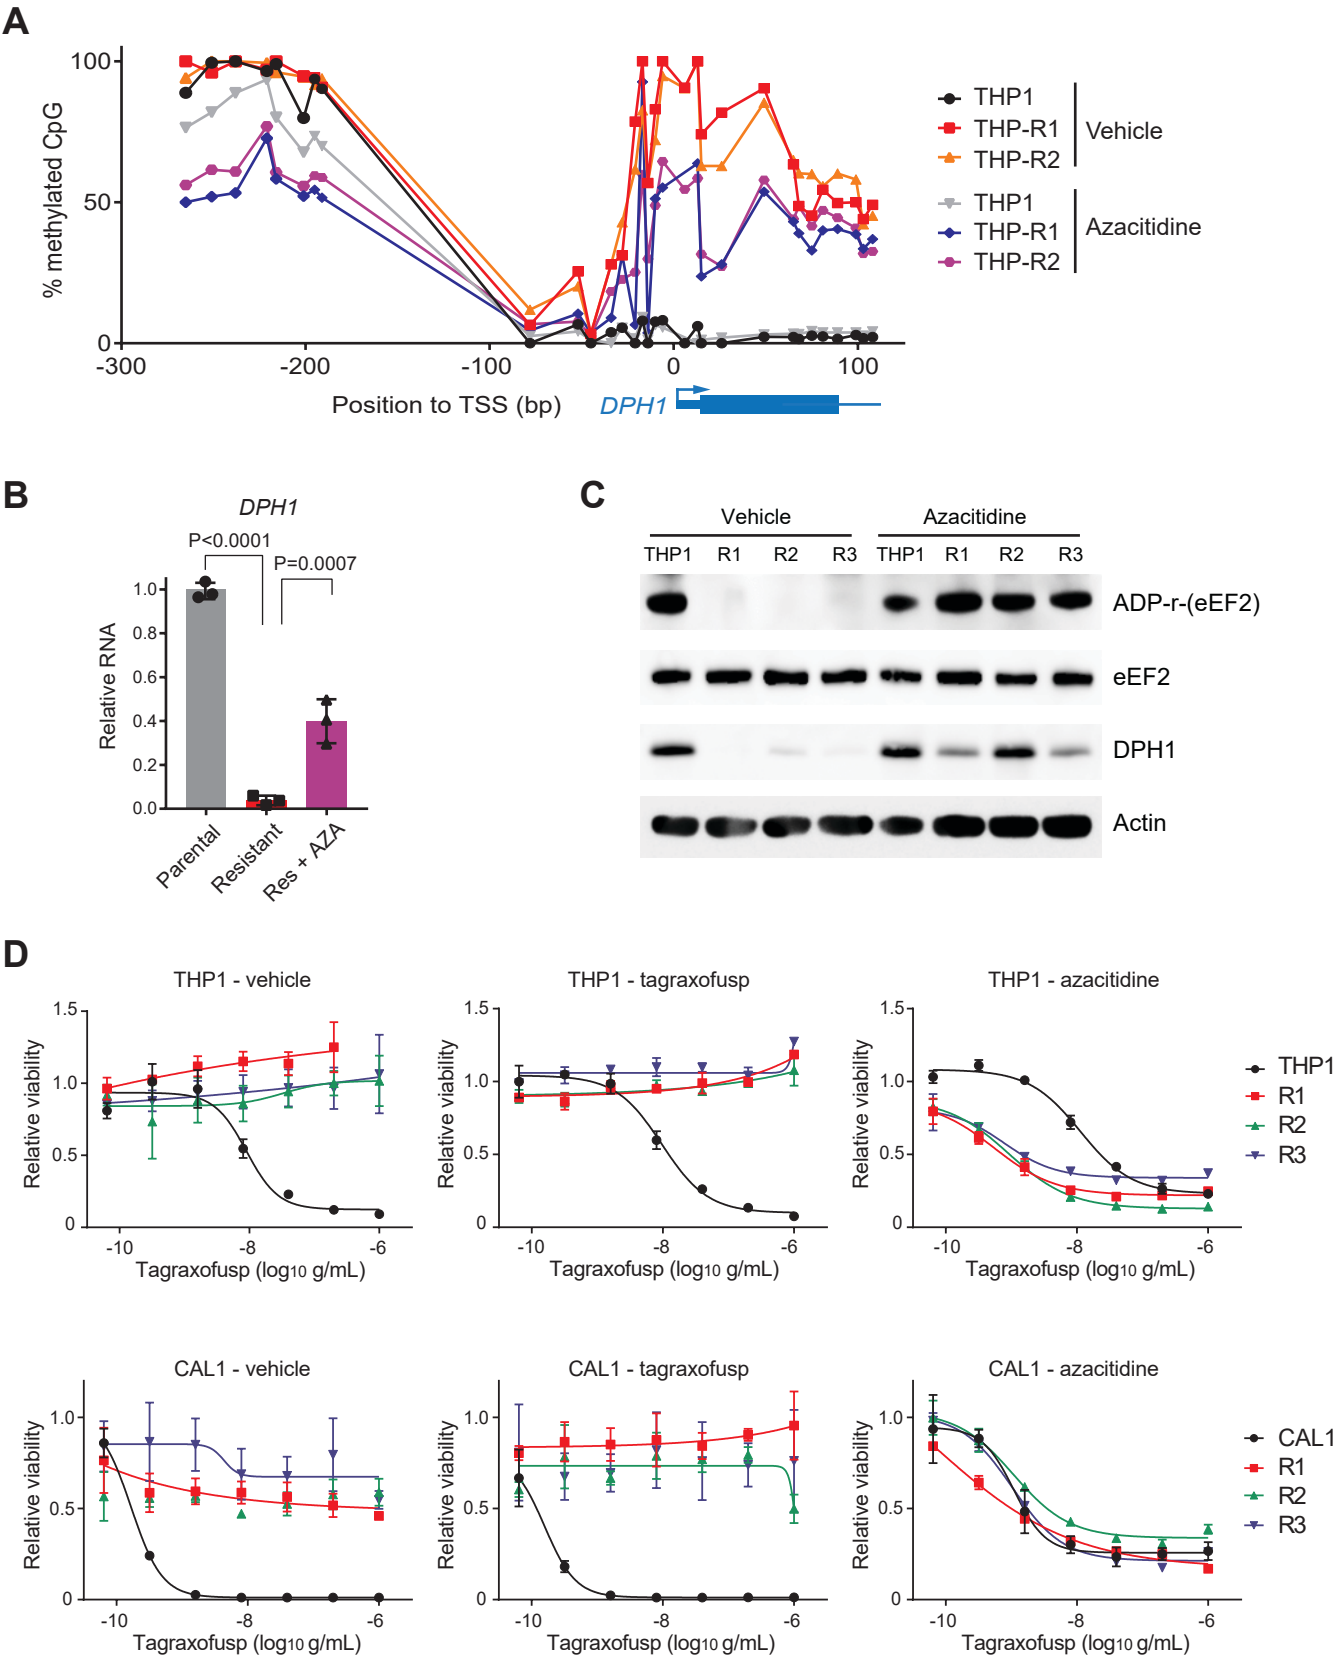 A
% methylated CpG
100
50
0
-300
-200
-100
0
100
Position to TSS (bp)
DPH1
THP1
THP-R1
THP-R2
Vehicle
THP1
THP-R1
THP-R2
Azacitidine
B
DPH1
P<0.0001
P=0.0007
Relative RNA
1.0
0.8
0.6
0.4
0.2
0.0
Parental
Resistant
Res + AZA
C
Vehicle
Azacitidine
THP1 R1 R2 R3 THP1 R1 R2 R3
ADP-r-(eEF2)
eEF2
DPH1
Actin
D
THP1 - vehicle
Relative viability
1.5
1.0
0.5
0
-10 -8 -6
Tagraxofusp (log10 g/mL)
THP1 - tagraxofusp
Relative viability
1.5
1.0
0.5
0
-10 -8 -6
Tagraxofusp (log10 g/mL)
THP1 - azacitidine
Relative viability
1.5
1.0
0.5
0
-10 -8 -6
Tagraxofusp (log10 g/mL)
THP1
R1
R2
R3
CAL1 - vehicle
Relative viability
1.0
0.5
0
-10 -8 -6
Tagraxofusp (log10 g/mL)
CAL1 - tagraxofusp
Relative viability
1.0
0.5
0
-10 -8 -6
Tagraxofusp (log10 g/mL)
CAL1 - azacitidine
Relative viability
1.0
0.5
0
-10 -8 -6
Tagraxofusp (log10 g/mL)
CAL1
R1
R2
R3